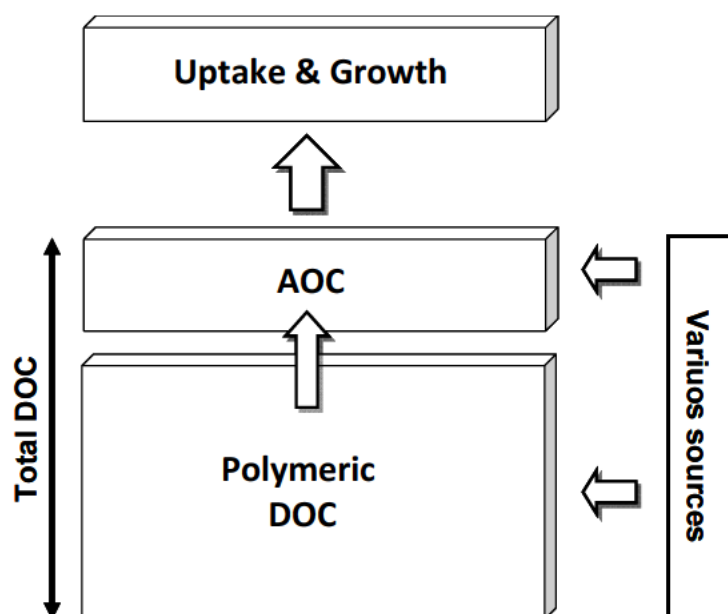 Uptake & Growth
AOC
Polymeric
DOC
Total DOC
Variuos sources